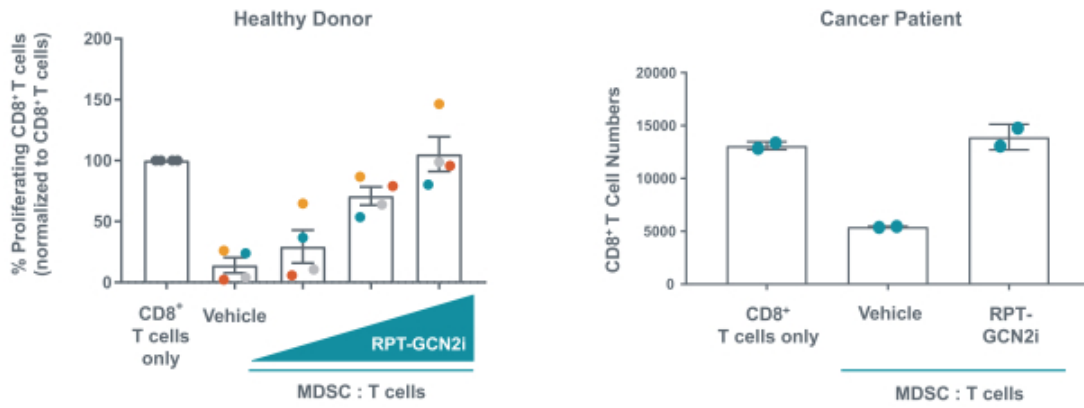 Healthy Donor
% Proliferating CD8⁺ T cells
(normalized to CD8⁺ T cells)
200
150
100
50
0
CD8⁺
T cells
only
Vehicle
RPT-GCN2i
MDSC : T cells
Cancer Patient
CD8⁺ T Cell Numbers
20000
15000
10000
5000
0
CD8⁺
T cells only
Vehicle
RPT-
GCN2i
MDSC : T cells